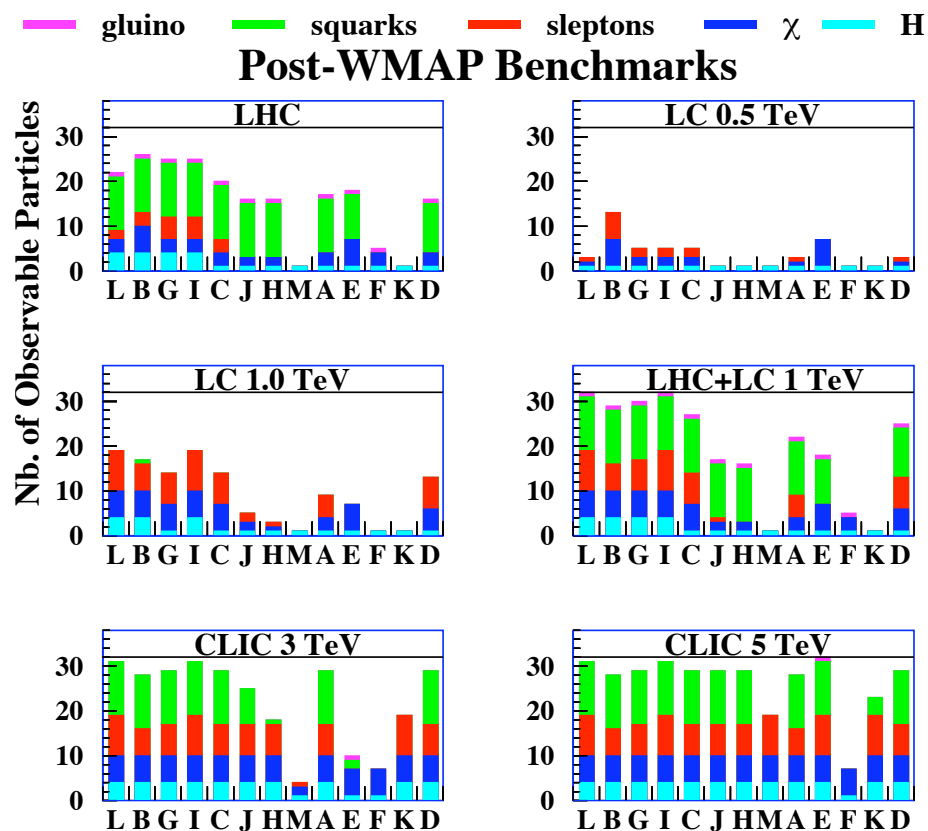 gluino squarks sleptons χ H
Post-WMAP Benchmarks
Nb. of Observable Particles
LHC
30
20
10
0
L B G I C J H M A E F K D
LC 0.5 TeV
30
20
10
0
L B G I C J H M A E F K D
LC 1.0 TeV
30
20
10
0
L B G I C J H M A E F K D
LHC+LC 1 TeV
30
20
10
0
L B G I C J H M A E F K D
CLIC 3 TeV
30
20
10
0
L B G I C J H M A E F K D
CLIC 5 TeV
30
20
10
0
L B G I C J H M A E F K D